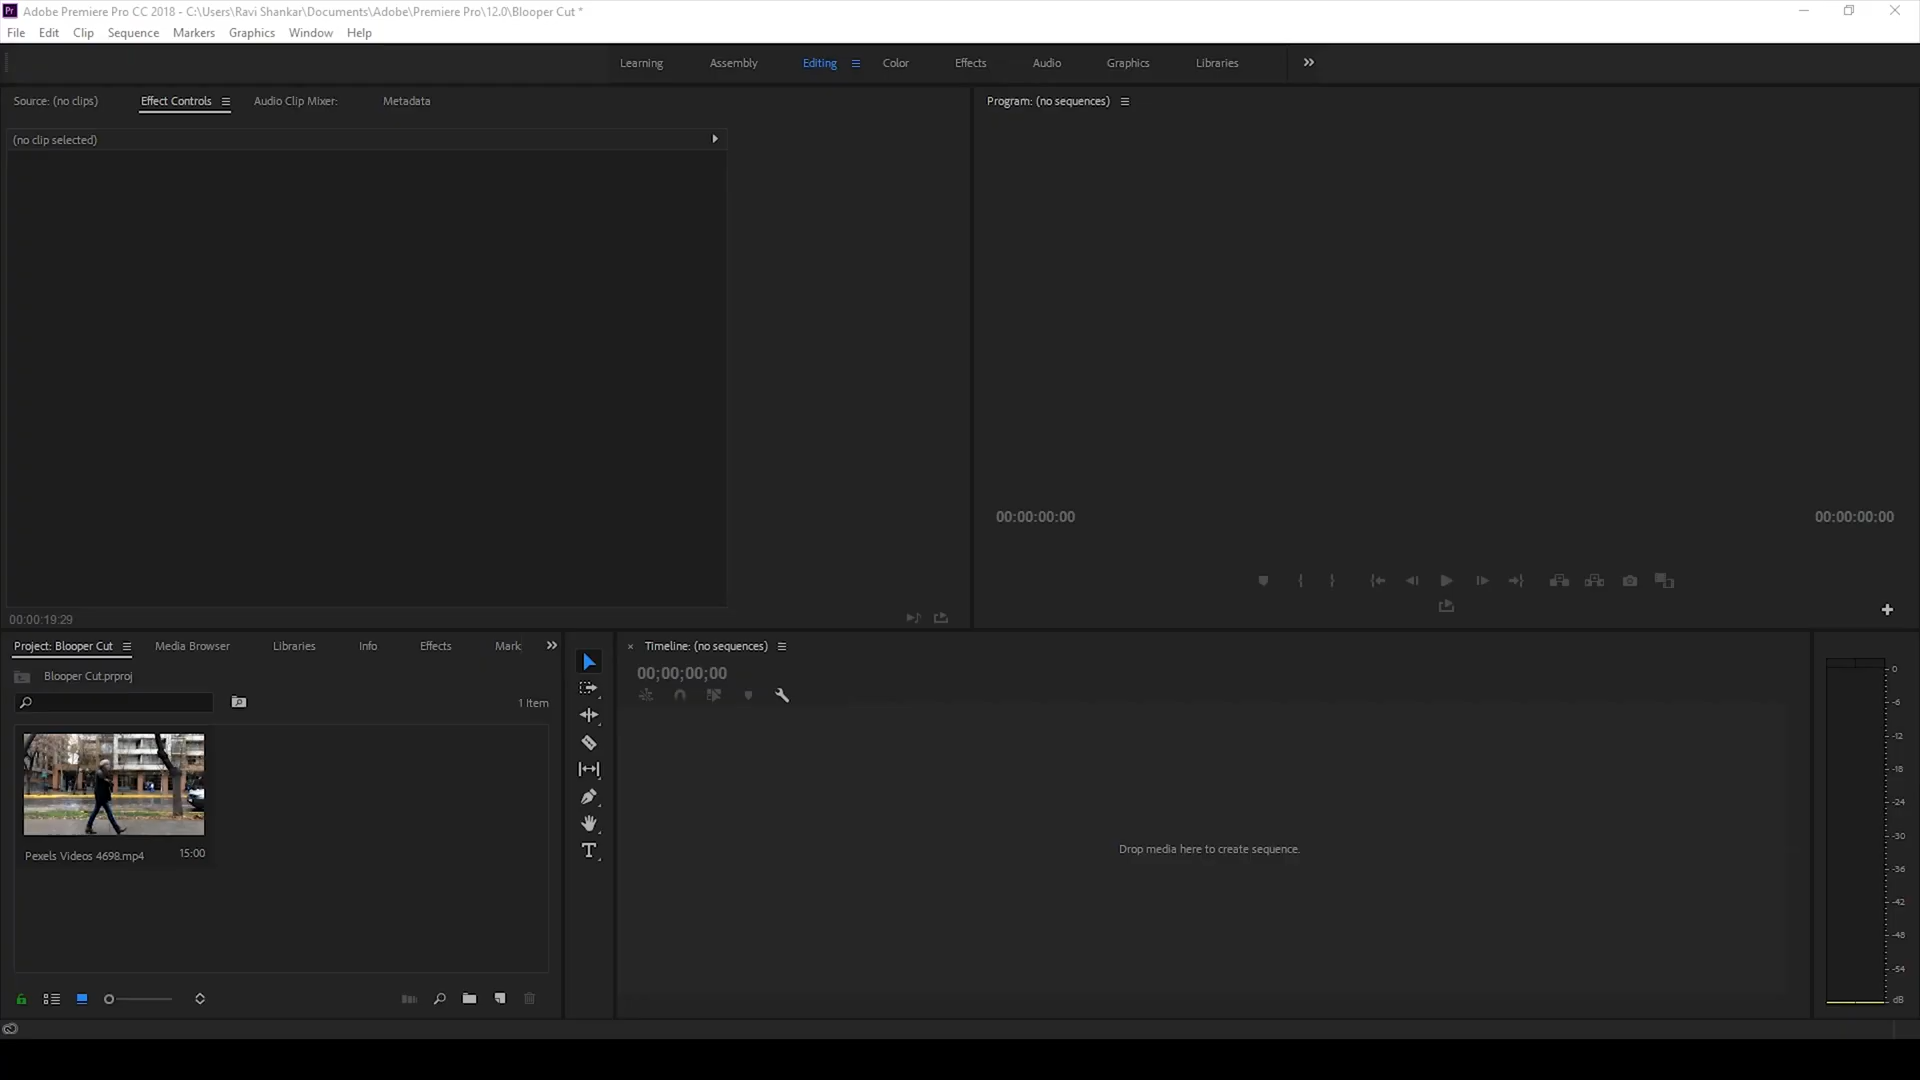 Adobe Premiere Pro CC 2018 - C:\Users\Ravi Shankar\Documents\Adobe\Premiere Pro\12.0\Blooper Cut *
File Edit Clip Sequence Markers Graphics Window Help
Learning Assembly Editing Color Effects Audio Graphics Libraries
Source: (no clips) Effect Controls Audio Clip Mixer: Metadata
Program: (no sequences)
(no clip selected)
00:00:00:00 00:00:00:00
00:00:19:29
Project: Blooper Cut Media Browser Libraries Info Effects Mark
Timeline: (no sequences)
Blooper Cut.prproj
00;00;00;00
1 Item
Pexels Videos 4698.mp4 15:00
Drop media here to create sequence.
0
-6
-12
-18
-24
-30
-36
-42
-48
-54
dB